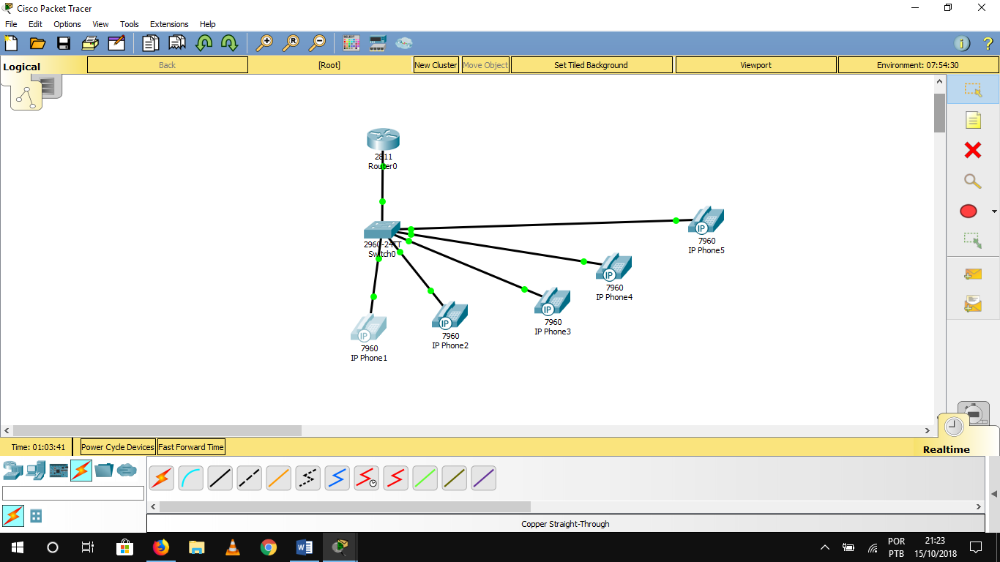 Cisco Packet Tracer
File Edit Options View Tools Extensions Help
Logical
Back
[Root]
New Cluster
Move Object
Set Tiled Background
Viewport
Environment: 07:54:30
2811
Router0
2960-24TT
Switch0
7960
IP Phone5
7960
IP Phone4
7960
IP Phone3
7960
IP Phone2
7960
IP Phone1
Time: 01:03:41
Power Cycle Devices
Fast Forward Time
Realtime
Copper Straight-Through
POR
PTB
21:23
15/10/2018